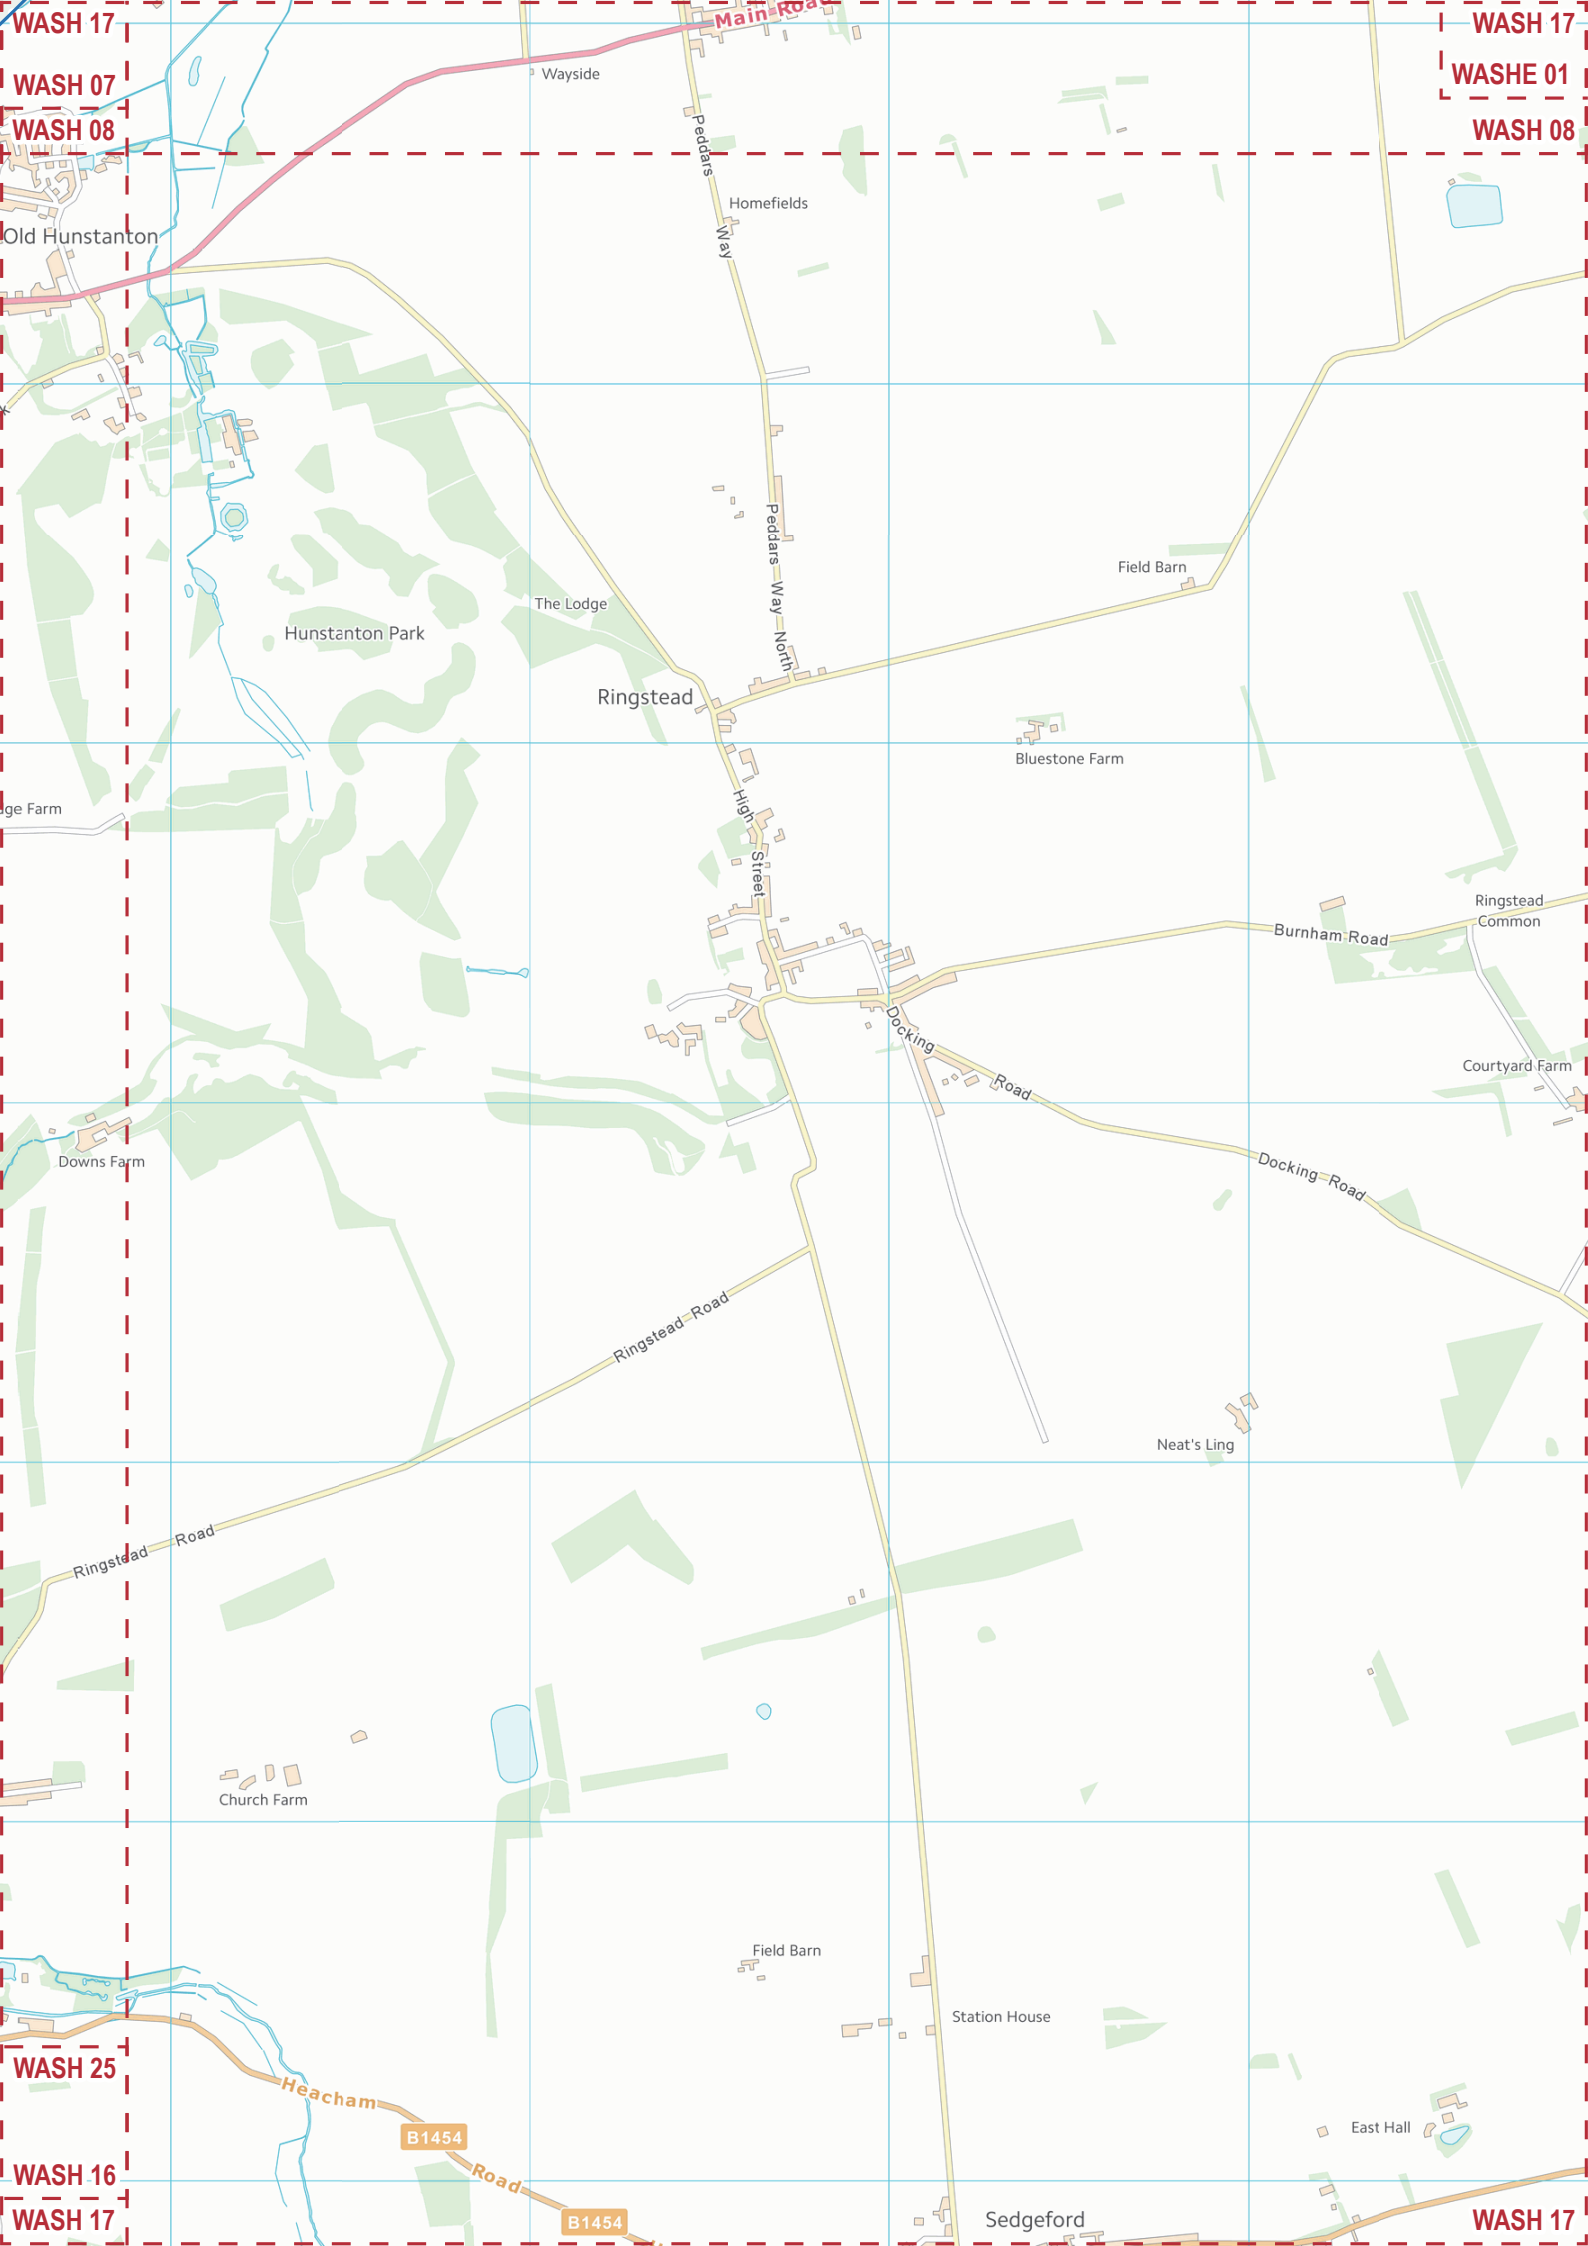 WASH 17
Main Road
WASH 17
Wayside
WASH 07
WASHE 01
WASH 08
WASH 08
Peddars
Way
Homefields
Old Hunstanton
Peddars Way North
Field Barn
The Lodge
Hunstanton Park
Ringstead
Bluestone Farm
ge Farm
High
Street
Ringstead
Common
Burnham Road
Docking
Road
Courtyard Farm
Downs Farm
Docking Road
Ringstead Road
Neat's Ling
Ringstead Road
Church Farm
Field Barn
Station House
WASH 25
Heacham
B1454
Road
East Hall
WASH 16
WASH 17
B1454
Sedgeford
WASH 17